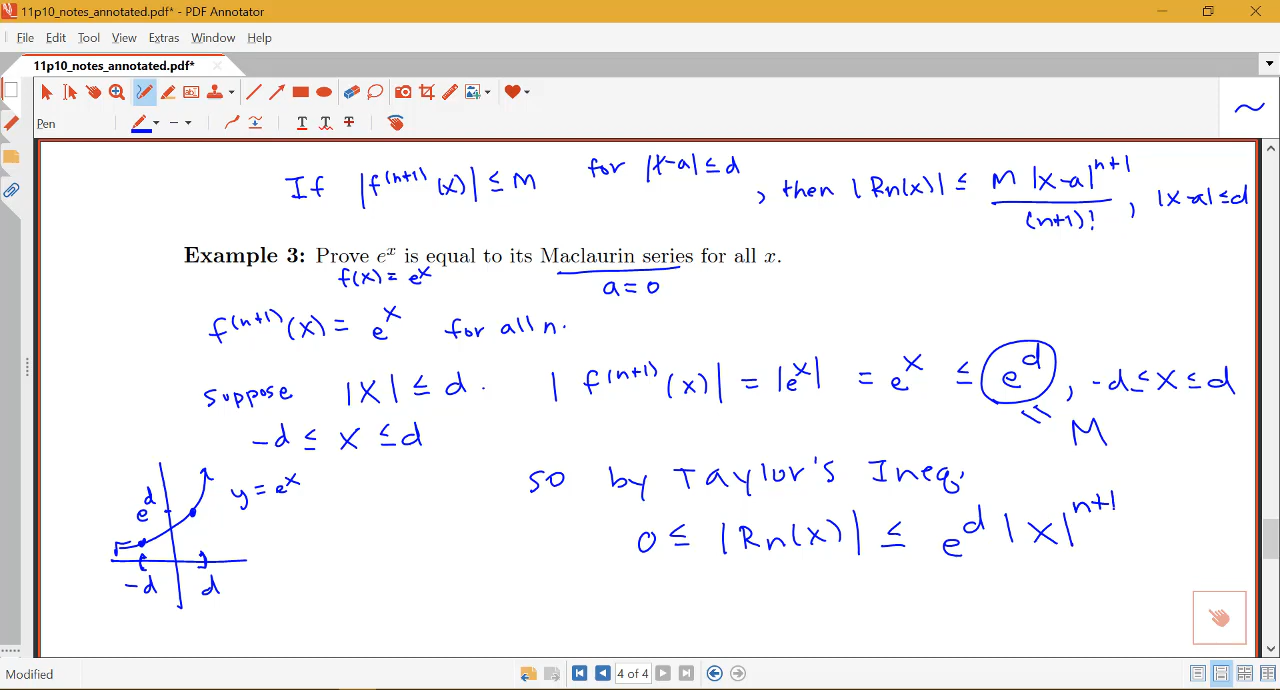 11p10_notes_annotated.pdf* - PDF Annotator
File Edit Tool View Extras Window Help
11p10_notes_annotated.pdf*
Pen
If |f^(n+1) (x)| ≤ M for |x-a| ≤ d , then |Rn(x)| ≤ M |x-a|^n+1 / (n+1)! , |x-a| ≤ d
Example 3: Prove e^x is equal to its Maclaurin series for all x.
f(x) = e^x
a = 0
f^(n+1) (x) = e^x for all n.
suppose |x| ≤ d . | f^(n+1) (x) | = |e^x| = e^x ≤ e^d , -d ≤ x ≤ d
-d ≤ x ≤ d
= M
e^d
y = e^x
-d d
so by Taylor's Ineq,
0 ≤ |Rn(x)| ≤ e^d |x|^n+1
Modified
4 of 4